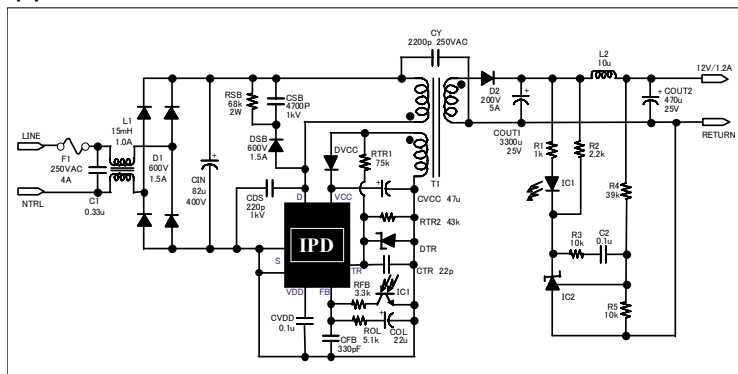 CY
2200p 250VAC
L2
10u
12V/1.2A
RSB
68k
2W
CSB
4700P
1kV
D2
200V
5A
COUT2
470u
25V
L1
15mH
1.0A
DSB
600V
1.5A
DVCC
RTR1
75k
COUT1
3300u
25V
R1
1k
R2
2.2k
RETURN
LINE
F1
250VAC
4A
D1
600V
1.5A
T1
NTRL
C1
0.33u
CIN
82u
400V
CDS
220p
1kV
D
VCC
CVCC 47u
IC1
R4
39k
RTR2 43k
IPD
DTR
R3
10k
C2
0.1u
S
TR
CTR 22p
VDD
FB
RFB
3.3k
IC1
IC2
R5
10k
CVDD
0.1u
ROL
5.1k
COL
22u
CFB
330pF